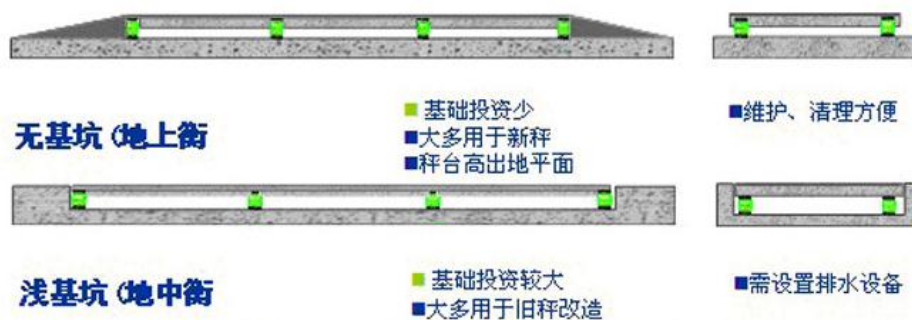 ■ 基础投资少
■维护、清理方便
无基坑(地上衡
■大多用于新秤
■秤台高出地平面
■ 基础投资较大
■需设置排水设备
浅基坑(地中衡
■大多用于旧秤改造